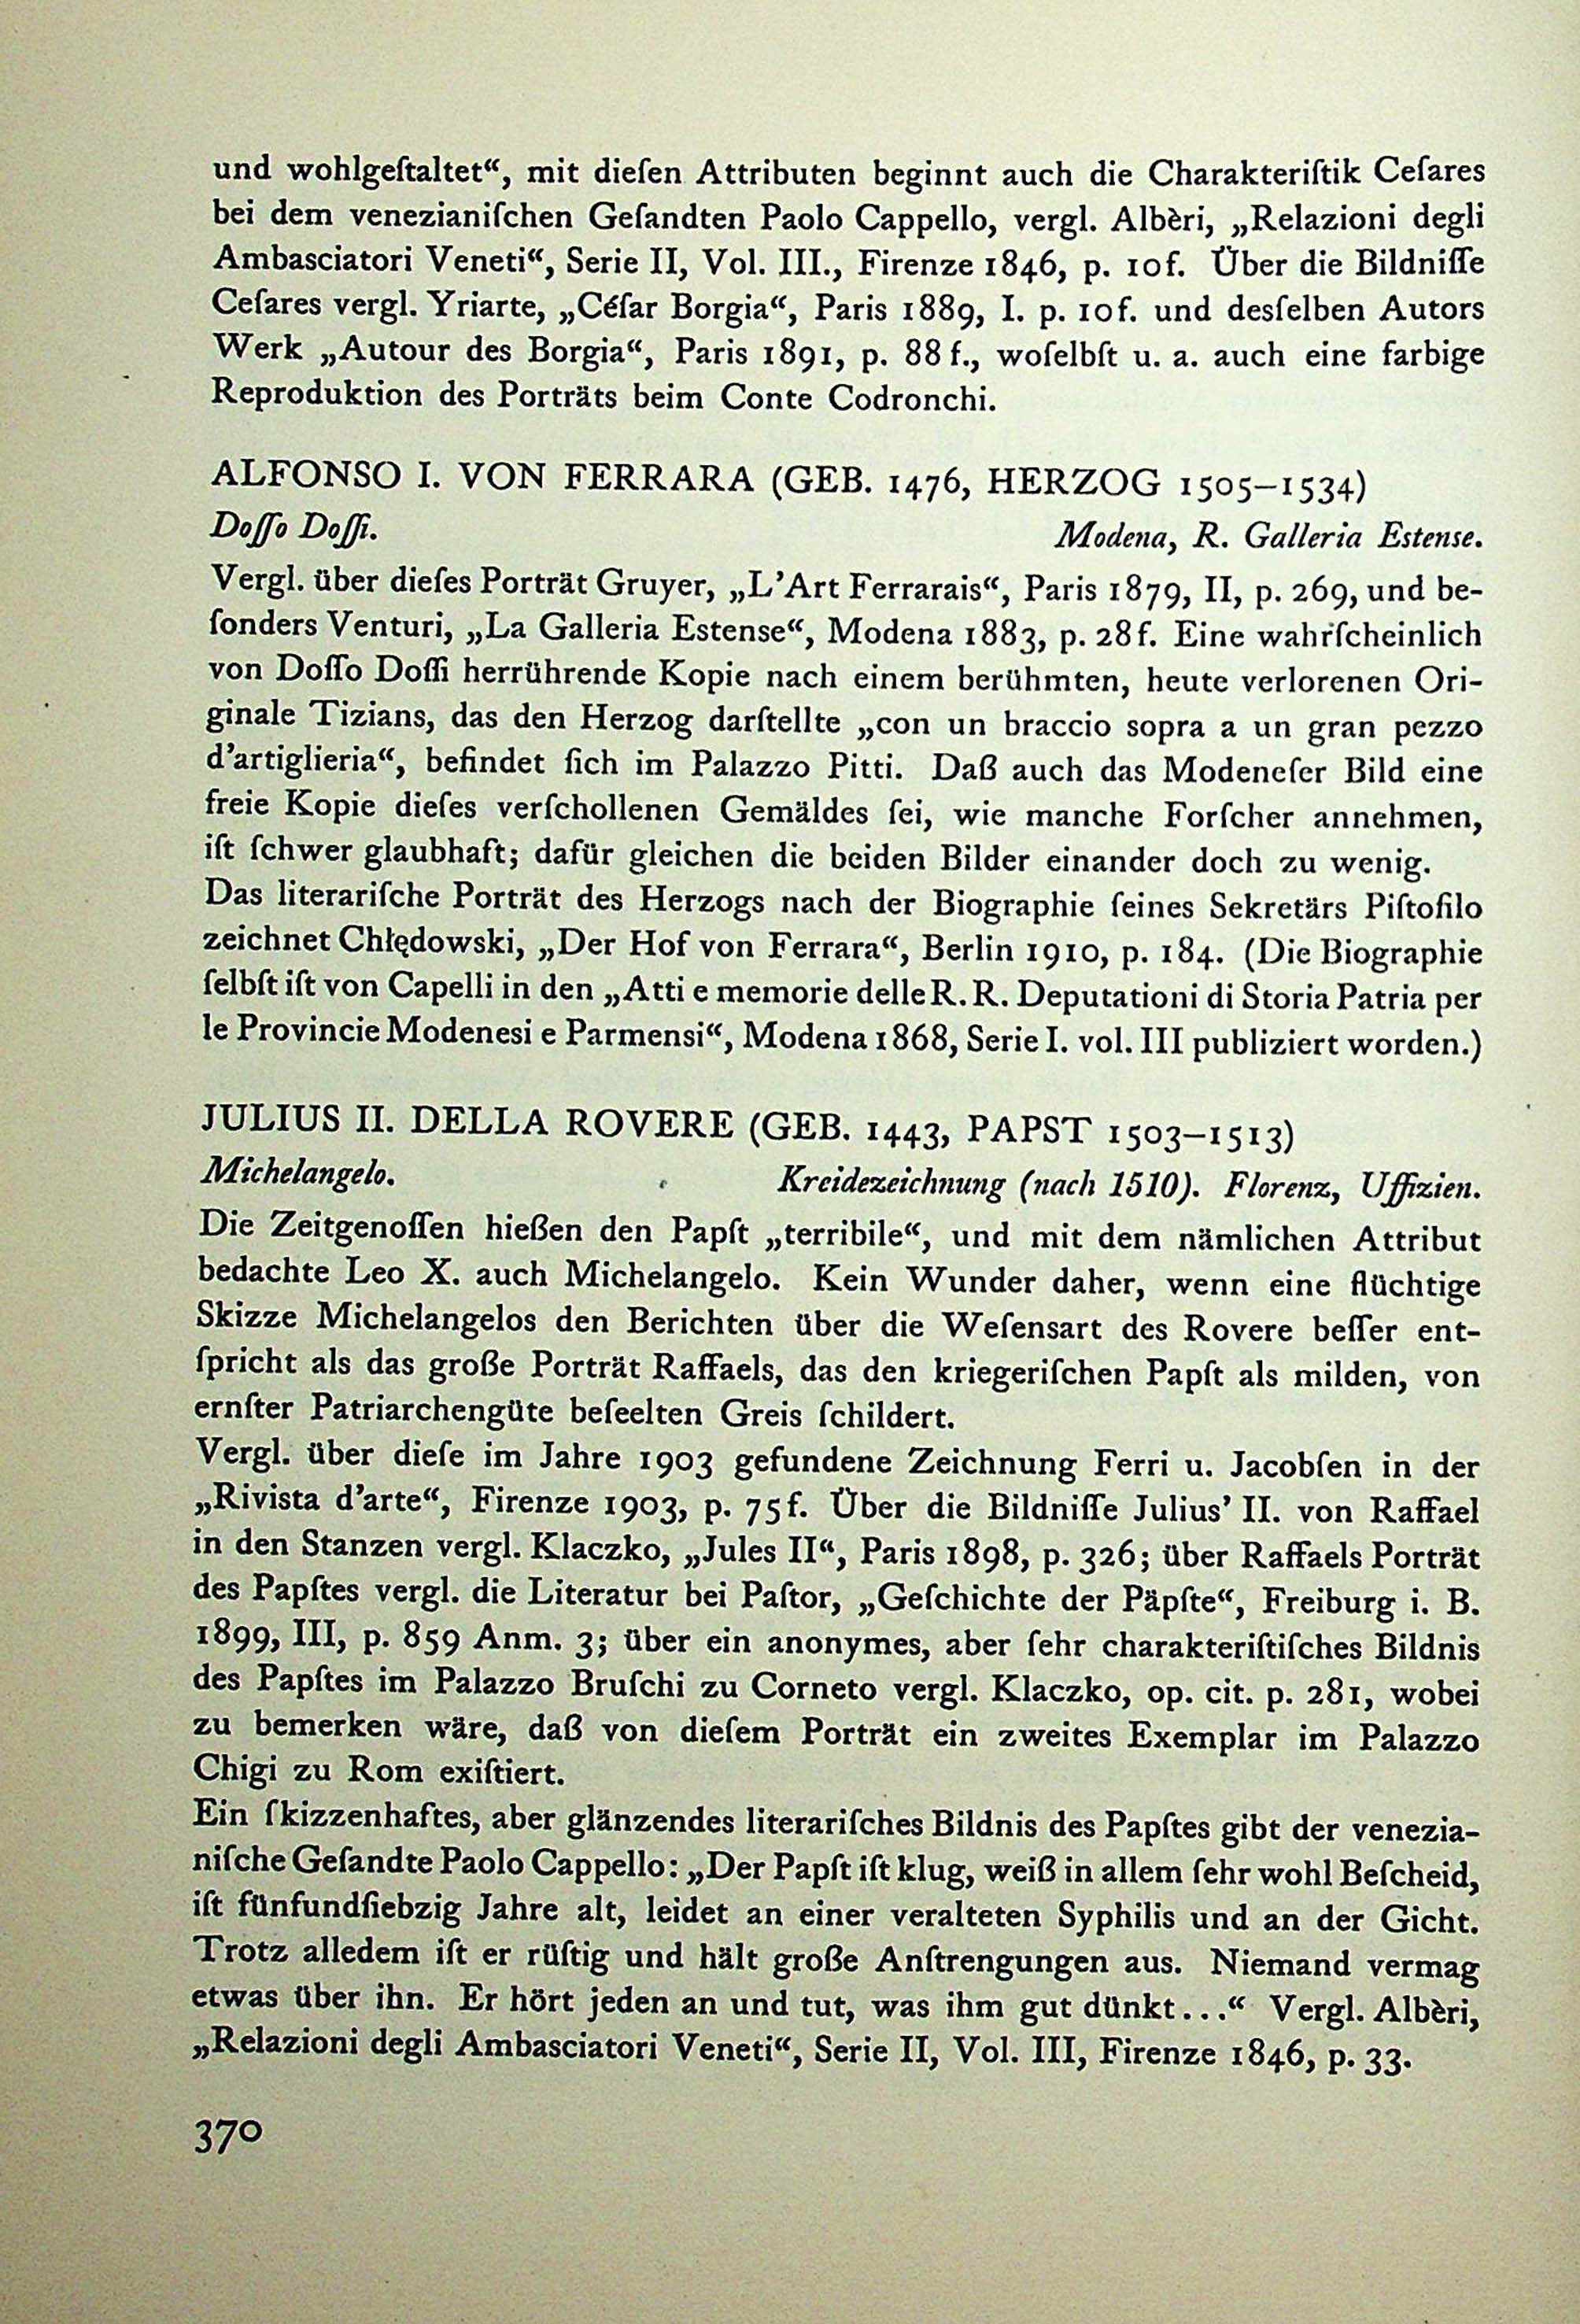 und wohlgeſtaltet“, mit dieſen Attributen beginnt auch die Charakteriſtik Ceſares
bei dem venezianiſchen Geſandten Paolo Cappello, vergl. Albèri, „Relazioni degli
Ambasciatori Veneti“, Serie II, Vol. III., Firenze 1846, p. 10f. Über die Bildniſſe
Ceſares vergl. Yriarte, „Céſar Borgia“, Paris 1889, I. p. 10f. und desſelben Autors
Werk „Autour des Borgia“, Paris 1891, p. 88f., woſelbſt u. a. auch eine farbige
Reproduktion des Porträts beim Conte Codronchi.
ALFONSO I. VON FERRARA (GEB. 1476, HERZOG 1505–1534)
Doſſo Doſſi. Modena, R. Galleria Estense.
Vergl. über dieſes Porträt Gruyer, „L’Art Ferrarais“, Paris 1879, II, p. 269, und be-
ſonders Venturi, „La Galleria Estense“, Modena 1883, p. 28f. Eine wahrſcheinlich
von Doſſo Doſſi herrührende Kopie nach einem berühmten, heute verlorenen Ori-
ginale Tizians, das den Herzog darſtellte „con un braccio sopra a un gran pezzo
d’artiglieria“, befindet ſich im Palazzo Pitti. Daß auch das Modeneſer Bild eine
freie Kopie dieſes verſchollenen Gemäldes ſei, wie manche Forſcher annehmen,
iſt ſchwer glaubhaft; dafür gleichen die beiden Bilder einander doch zu wenig.
Das literariſche Porträt des Herzogs nach der Biographie ſeines Sekretärs Piſtofilo
zeichnet Chłędowski, „Der Hof von Ferrara“, Berlin 1910, p. 184. (Die Biographie
ſelbſt iſt von Capelli in den „Atti e memorie delle R. R. Deputationi di Storia Patria per
le Provincie Modenesi e Parmensi“, Modena 1868, Serie I. vol. III publiziert worden.)
JULIUS II. DELLA ROVERE (GEB. 1443, PAPST 1503–1513)
Michelangelo. Kreidezeichnung (nach 1510). Florenz, Uffizien.
Die Zeitgenoſſen hießen den Papſt „terribile“, und mit dem nämlichen Attribut
bedachte Leo X. auch Michelangelo. Kein Wunder daher, wenn eine flüchtige
Skizze Michelangelos den Berichten über die Weſensart des Rovere beſſer ent-
ſpricht als das große Porträt Raffaels, das den kriegeriſchen Papſt als milden, von
ernſter Patriarchengüte beſeelten Greis ſchildert.
Vergl. über dieſe im Jahre 1903 gefundene Zeichnung Ferri u. Jacobſen in der
„Rivista d’arte“, Firenze 1903, p. 75f. Über die Bildniſſe Julius’ II. von Raffael
in den Stanzen vergl. Klaczko, „Jules II“, Paris 1898, p. 326; über Raffaels Porträt
des Papſtes vergl. die Literatur bei Paſtor, „Geſchichte der Päpſte“, Freiburg i. B.
1899, III, p. 859 Anm. 3; über ein anonymes, aber ſehr charakteriſtiſches Bildnis
des Papſtes im Palazzo Bruſchi zu Corneto vergl. Klaczko, op. cit. p. 281, wobei
zu bemerken wäre, daß von dieſem Porträt ein zweites Exemplar im Palazzo
Chigi zu Rom exiſtiert.
Ein ſkizzenhaftes, aber glänzendes literariſches Bildnis des Papſtes gibt der venezia-
niſche Geſandte Paolo Cappello: „Der Papſt iſt klug, weiß in allem ſehr wohl Beſcheid,
iſt fünfundſiebzig Jahre alt, leidet an einer veralteten Syphilis und an der Gicht.
Trotz alledem iſt er rüſtig und hält große Anſtrengungen aus. Niemand vermag
etwas über ihn. Er hört jeden an und tut, was ihm gut dünkt...“ Vergl. Albèri,
„Relazioni degli Ambasciatori Veneti“, Serie II, Vol. III, Firenze 1846, p. 33.
370